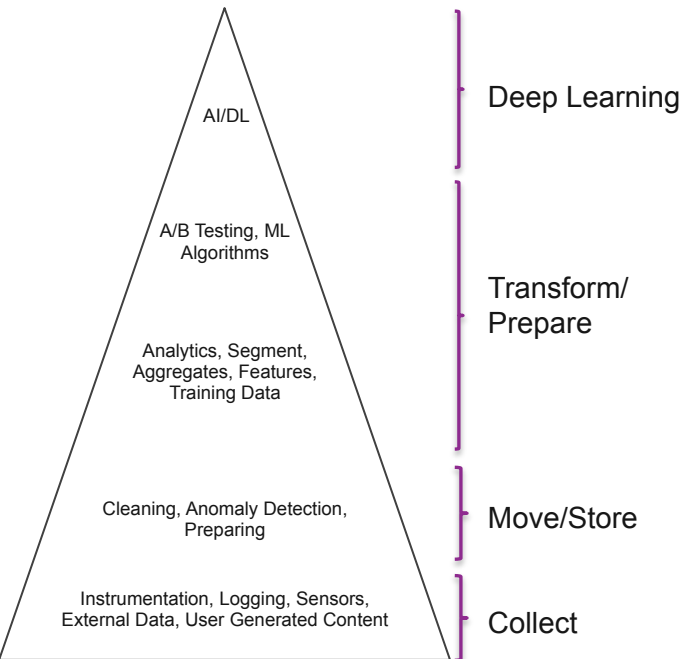 AI/DL
Deep Learning
A/B Testing, ML
Algorithms
Transform/
Prepare
Analytics, Segment,
Aggregates, Features,
Training Data
Cleaning, Anomaly Detection,
Preparing
Move/Store
Instrumentation, Logging, Sensors,
External Data, User Generated Content
Collect